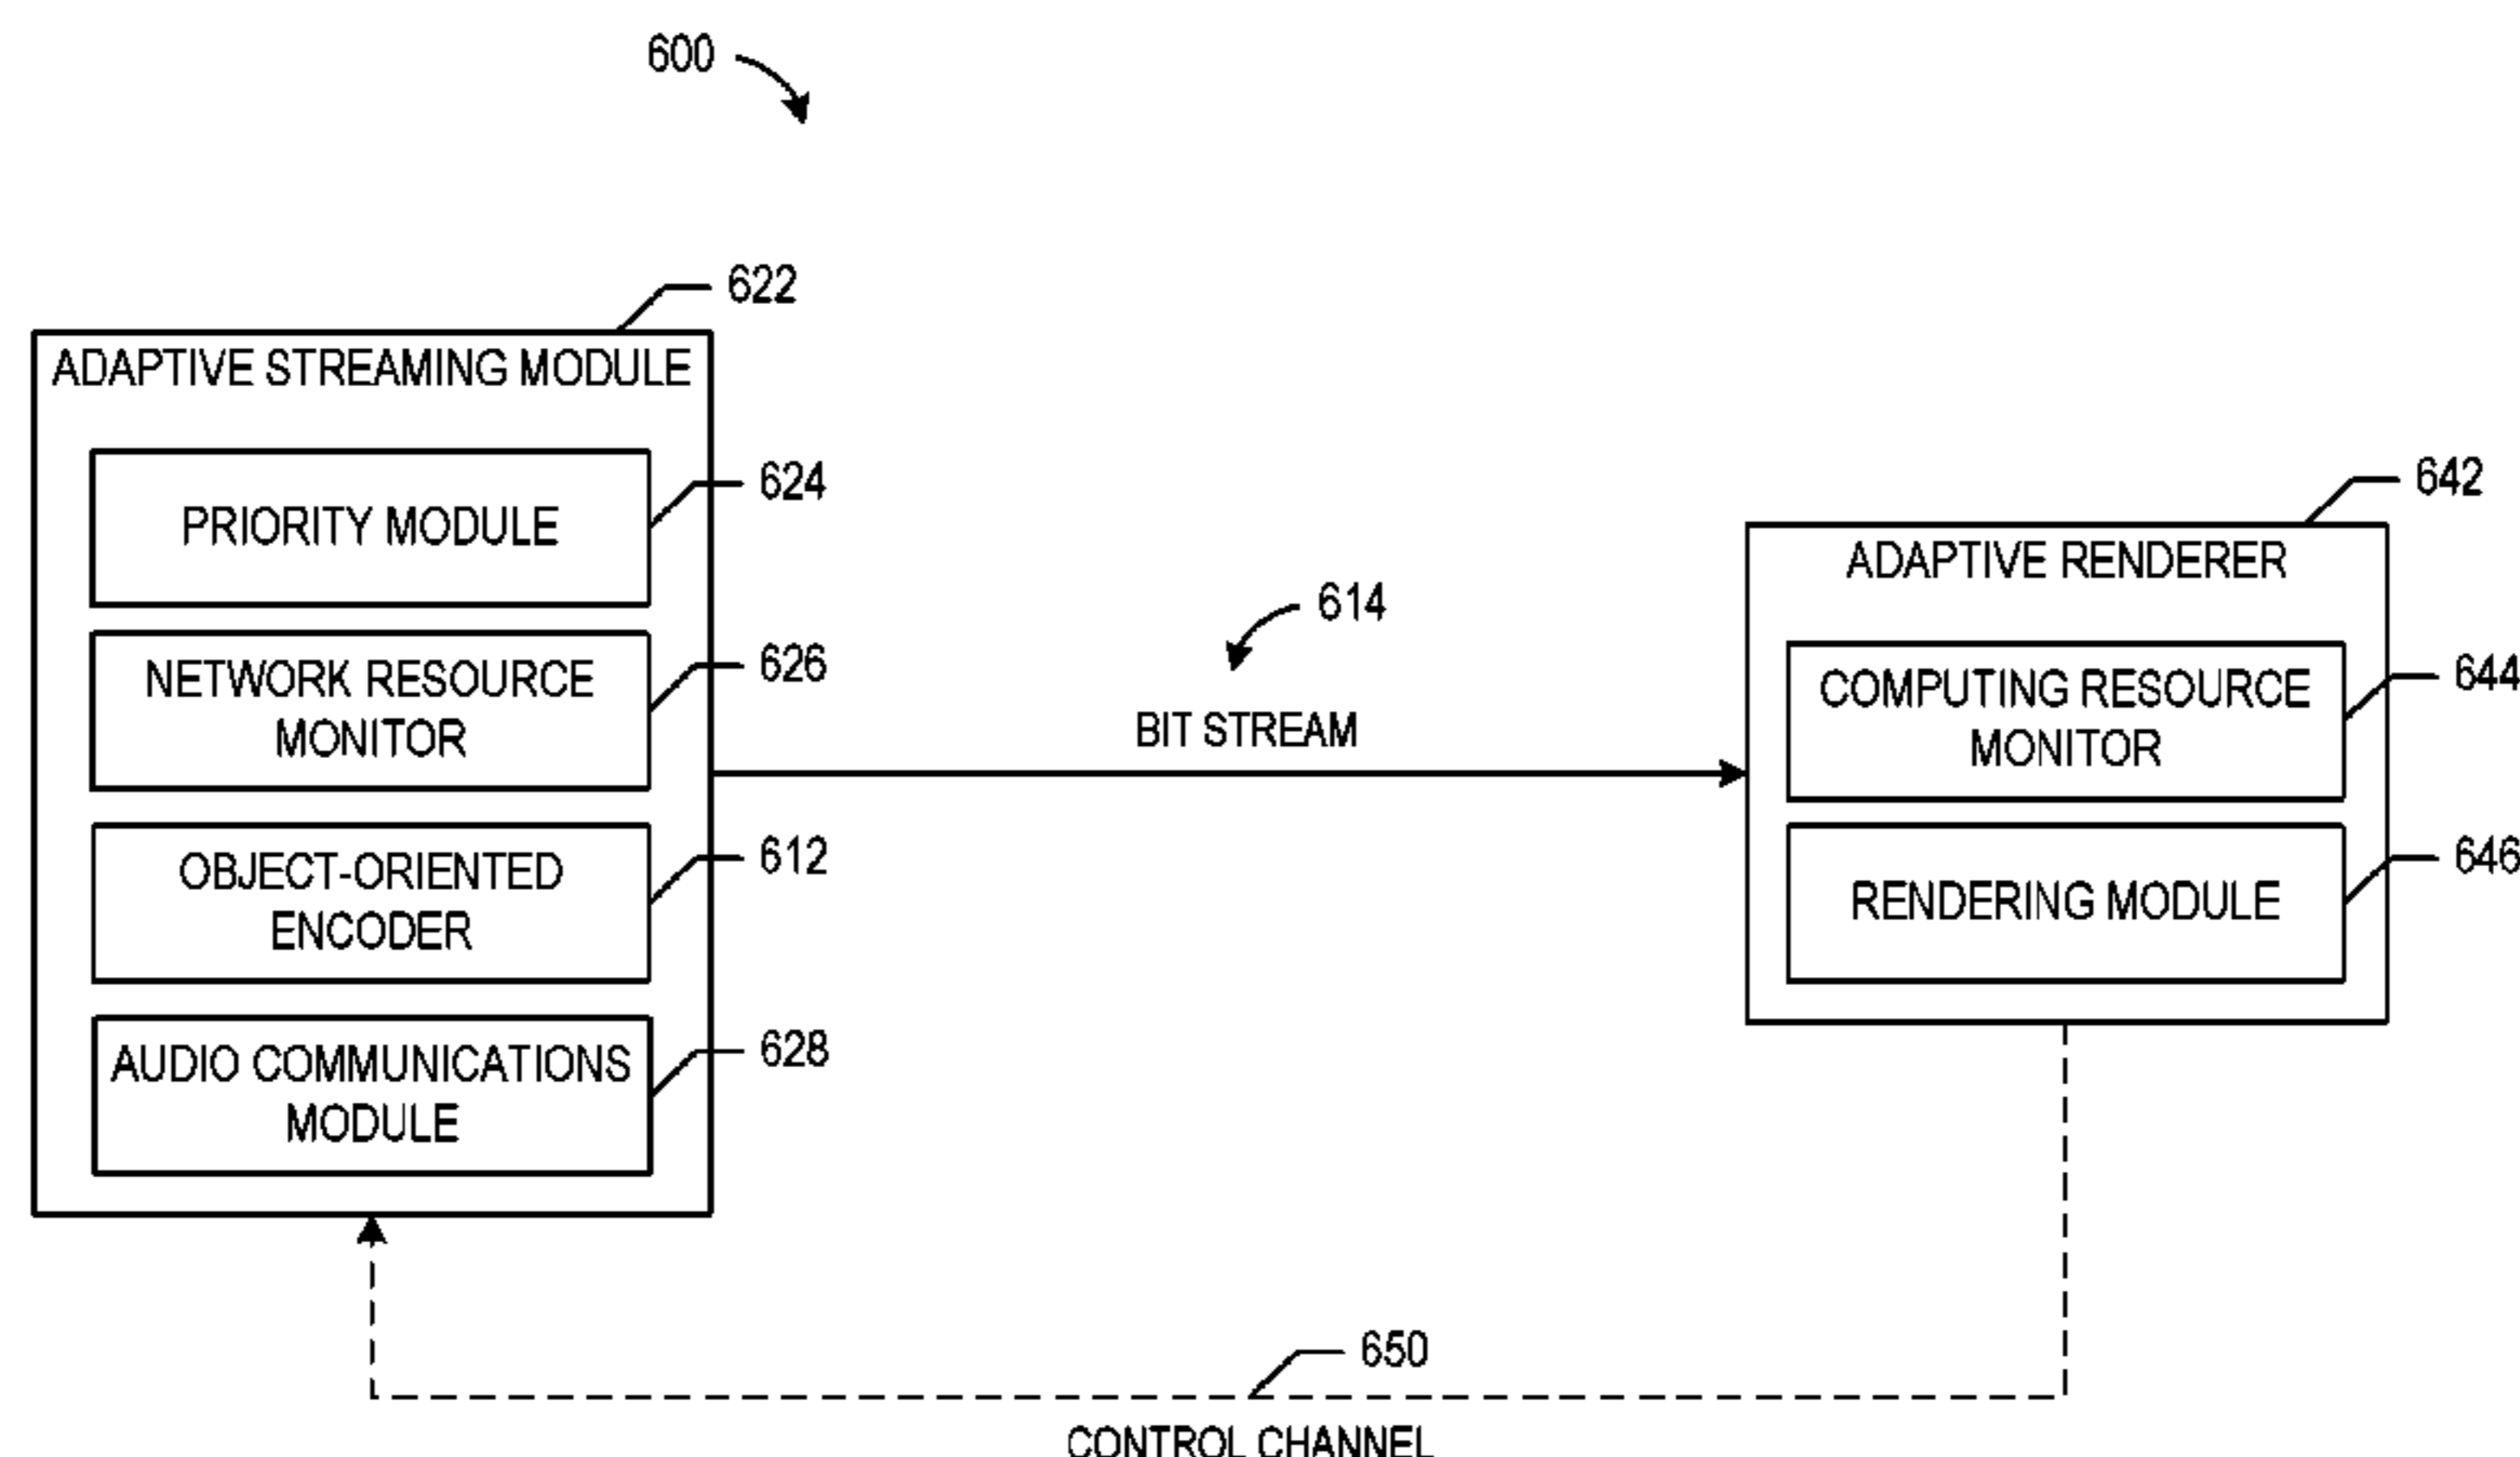 600
622
ADAPTIVE STREAMING MODULE
PRIORITY MODULE
624
NETWORK RESOURCE
MONITOR
626
OBJECT-ORIENTED
ENCODER
612
AUDIO COMMUNICATIONS
MODULE
628
614
BIT STREAM
642
ADAPTIVE RENDERER
COMPUTING RESOURCE
MONITOR
644
RENDERING MODULE
646
650
CONTROL CHANNEL